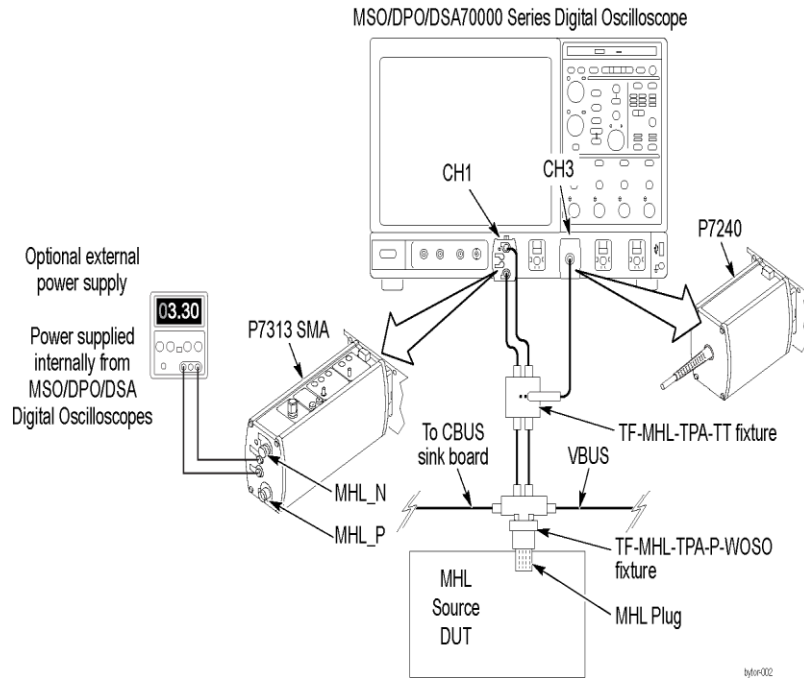 MSO/DPO/DSA70000 Series Digital Oscilloscope
CH1
CH3
P7240
Optional external
power supply
03.30
Power supplied
internally from
MSO/DPO/DSA
Digital Oscilloscopes
P7313 SMA
MHL_N
MHL_P
To CBUS
sink board
VBUS
TF-MHL-TPA-TT fixture
TF-MHL-TPA-P-WOSO
fixture
MHL Plug
MHL
Source
DUT
bytor-002